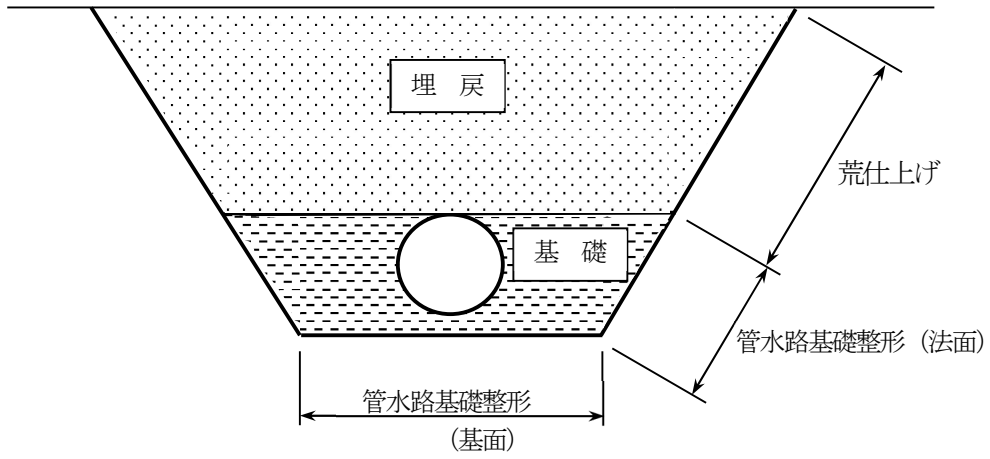 埋　戻
荒仕上げ
基　礎
管水路基礎整形（法面）
管水路基礎整形
（基面）